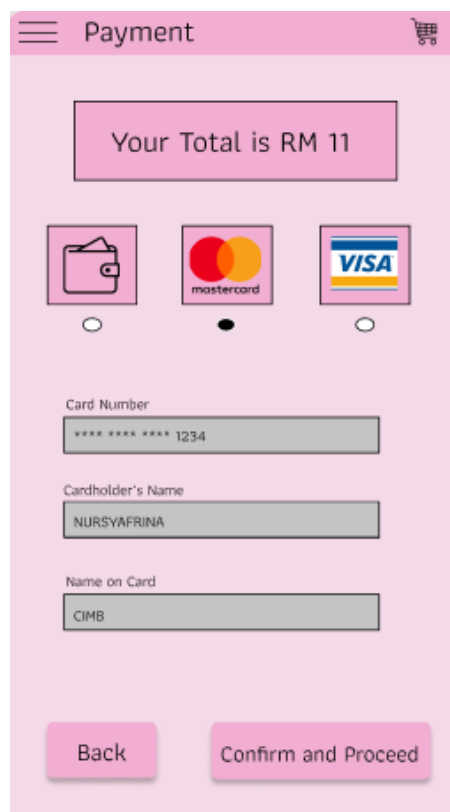 Payment
Your Total is RM 11
mastercard
VISA
Card Number
**** **** **** 1234
Cardholder's Name
NURSYAFRINA
Name on Card
CIMB
Back
Confirm and Proceed